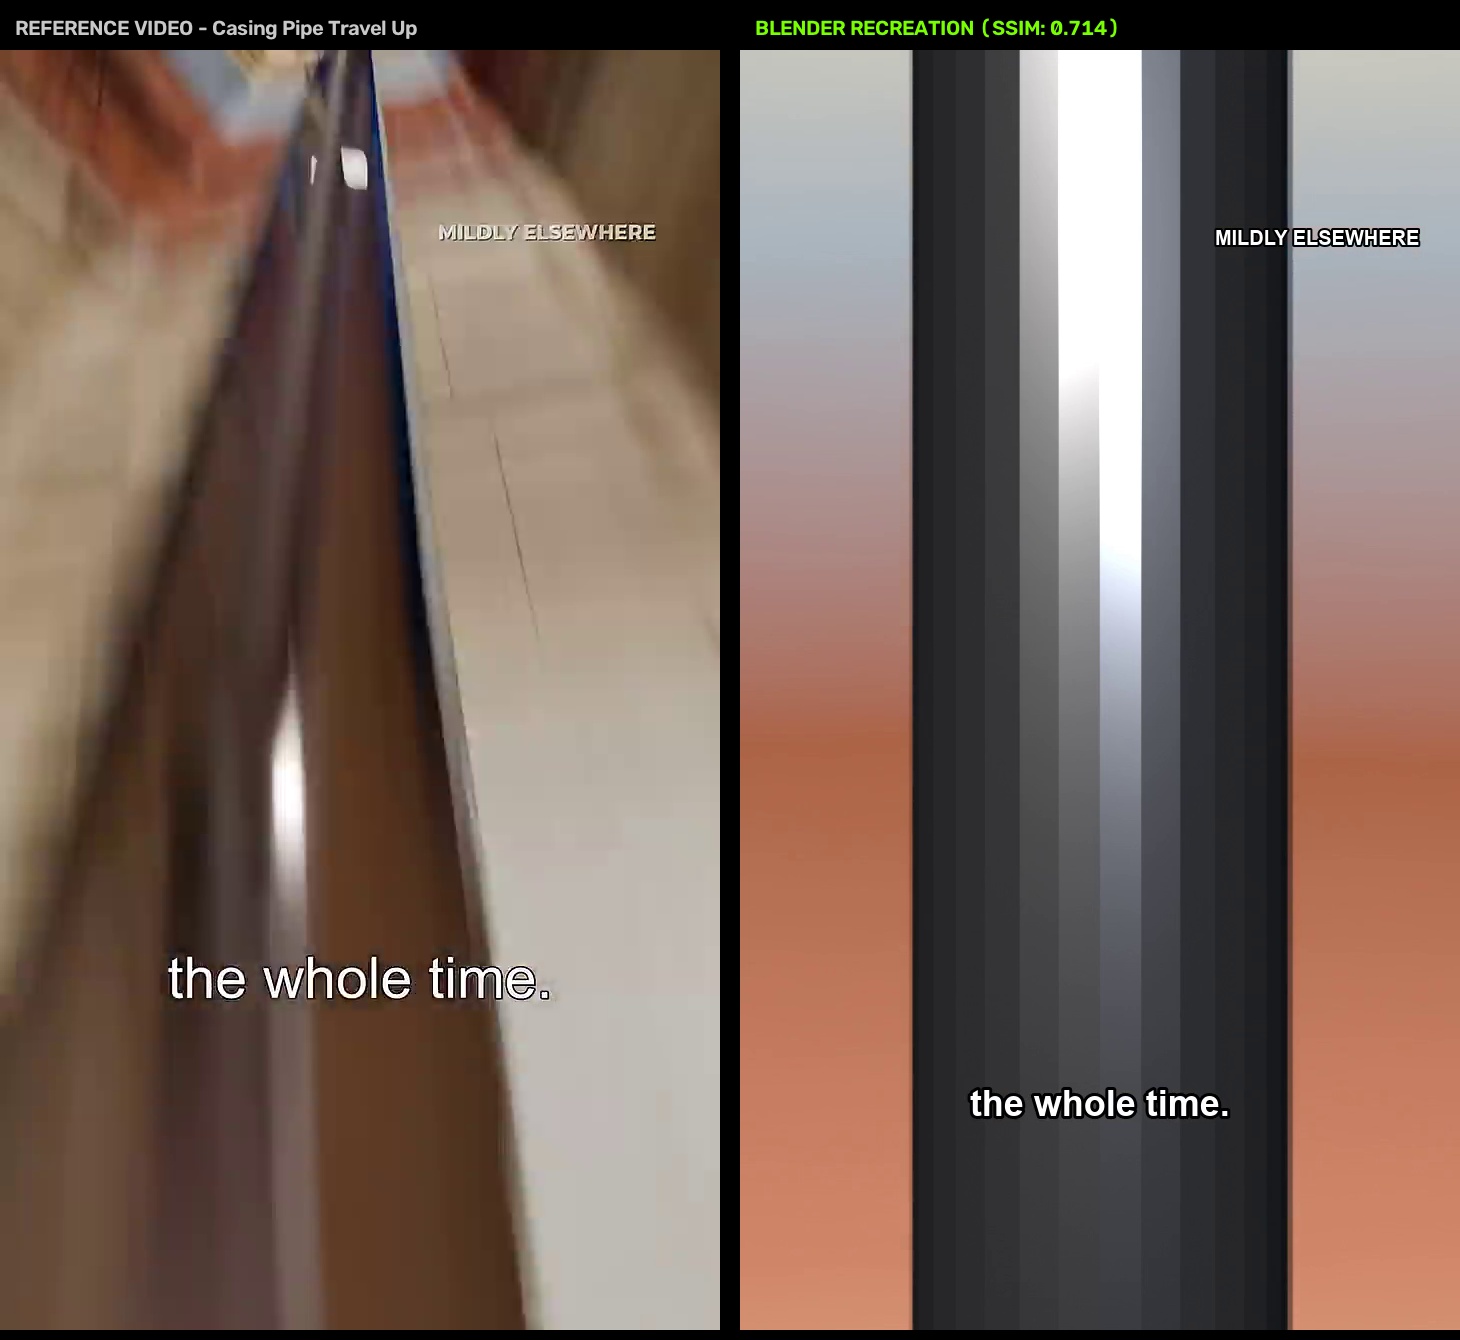 REFERENCE VIDEO - Casing Pipe Travel Up
BLENDER RECREATION (SSIM: 0.714)
MILDLY ELSEWHERE
MILDLY ELSEWHERE
the whole time.
the whole time.